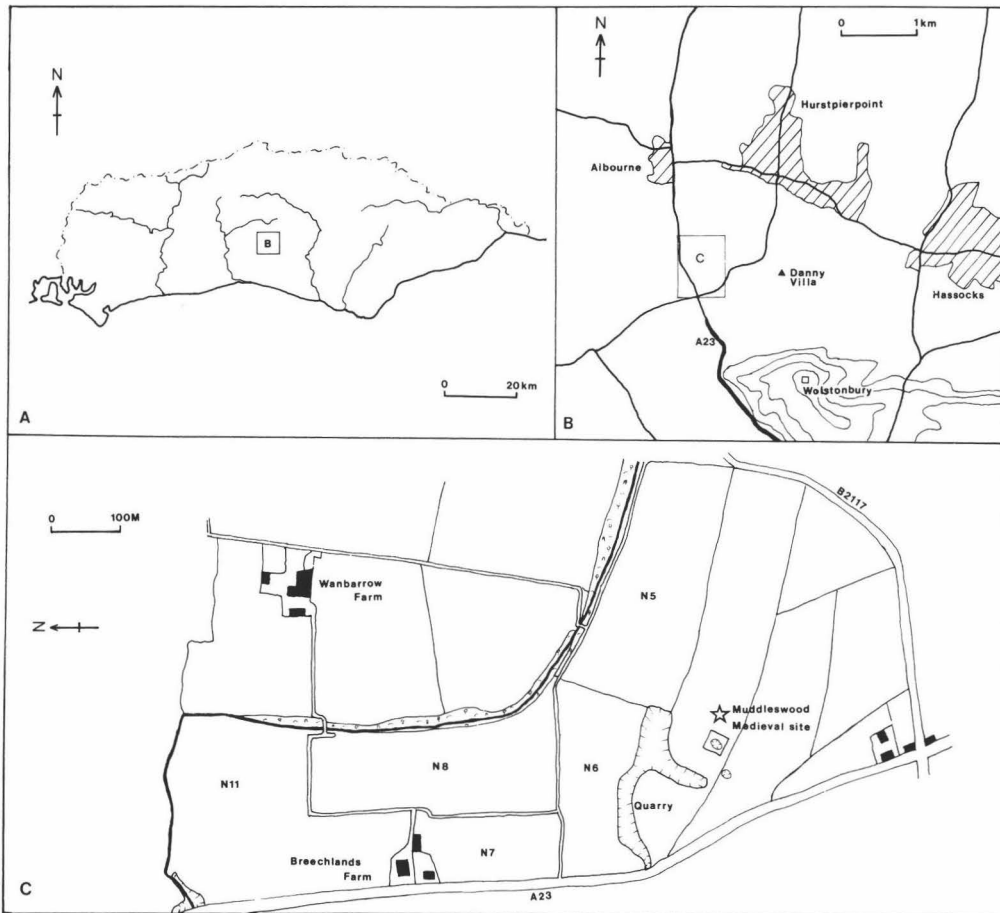 N
B
0 20km
A
N
0 1km
Hurstpierpoint
Albourne
C
Danny
Villa
Hassocks
A23
Wolstonbury
B
0 100M
B2117
Wanbarrow
Farm
N5
N
Muddleswood
Medieval site
N8
N6
N11
Quarry
N7
Breechlands
Farm
C
A23